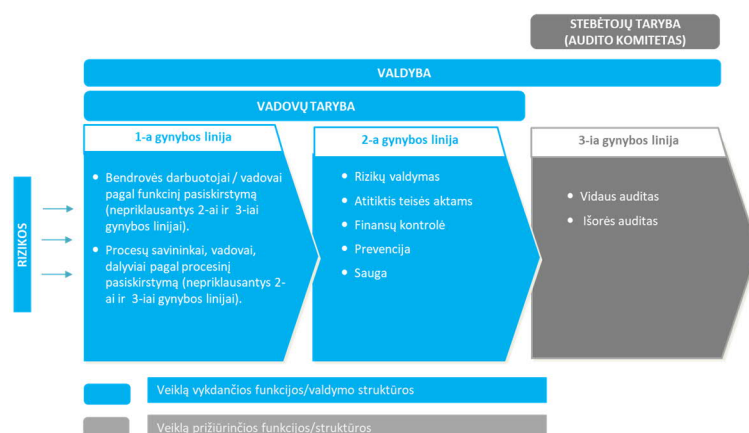 STEBĖTOJŲ TARYBA
(AUDITO KOMITETAS)
VALDYBA
VADOVŲ TARYBA
1-a gynybos linija
2-a gynybos linija
3-ia gynybos linija
RIZIKOS
• Bendrovės darbuotojai / vadovai
pagal funkcinį pasiskirstymą
(nepriklausantys 2-ai ir 3-iai
gynybos linijai).
• Procesų savininkai, vadovai,
dalyviai pagal procesinį
pasiskirstymą (nepriklausantys 2-
ai ir 3-iai gynybos linijai).
• Rizikų valdymas
• Atitiktis teisės aktams
• Finansų kontrolė
• Prevencija
• Sauga
• Vidaus auditas
• Išorės auditas
Veiklą vykdančios funkcijos/valdymo struktūros
Veiklą prižiūrinčios funkcijos/struktūros